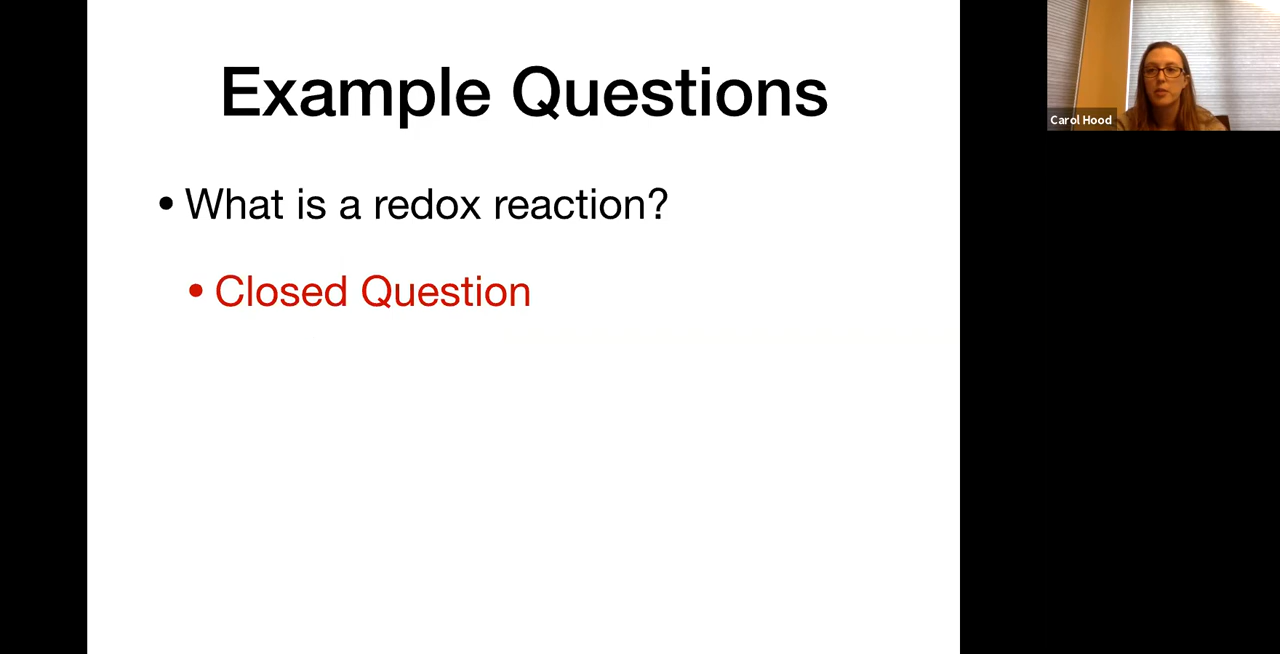 Example Questions
• What is a redox reaction?
• Closed Question
Carol Hood